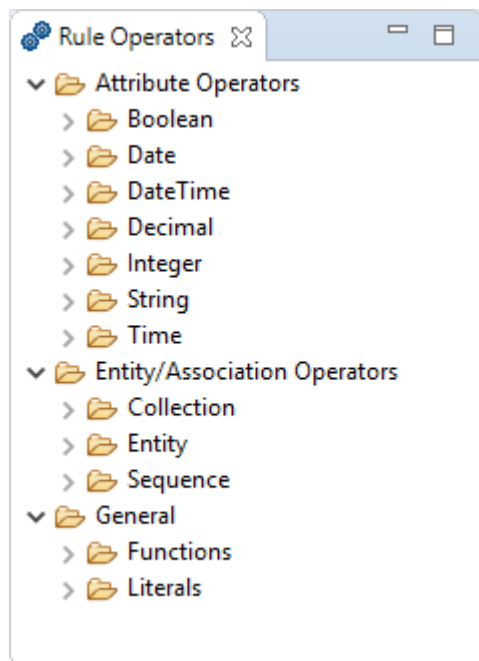 Rule Operators
Attribute Operators
Boolean
Date
DateTime
Decimal
Integer
String
Time
Entity/Association Operators
Collection
Entity
Sequence
General
Functions
Literals